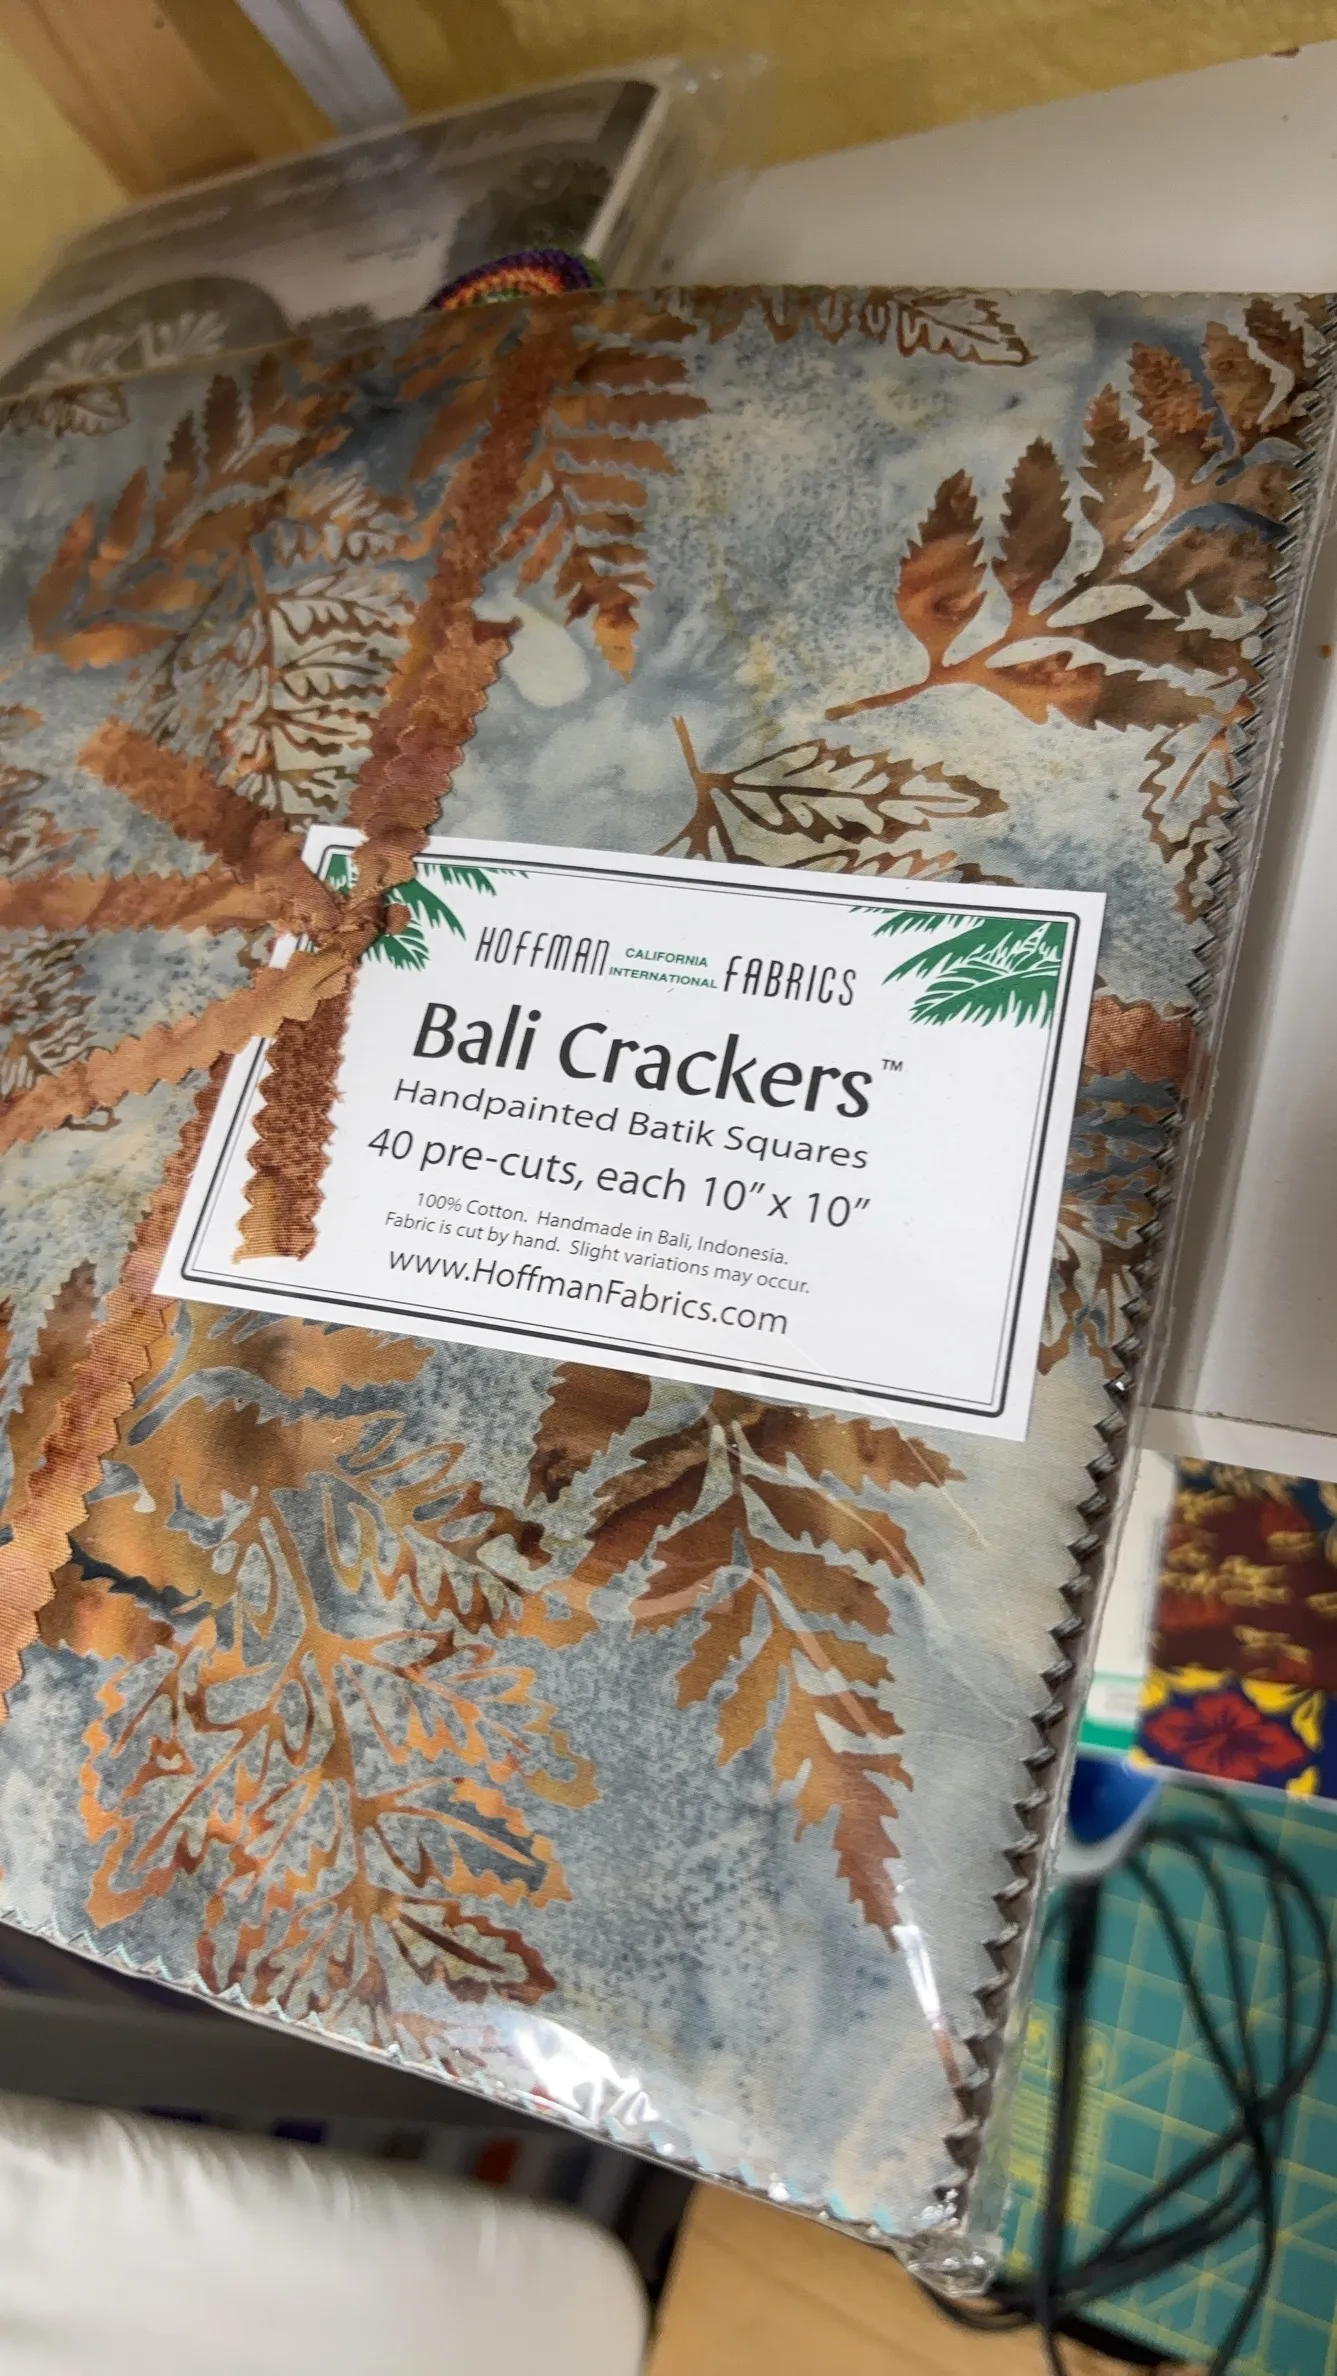 HOFFMAN CALIFORNIA INTERNATIONAL FABRICS
Bali Crackers™
Handpainted Batik Squares
40 pre-cuts, each 10" x 10"
100% Cotton. Handmade in Bali, Indonesia.
Fabric is cut by hand. Slight variations may occur.
www.HoffmanFabrics.com